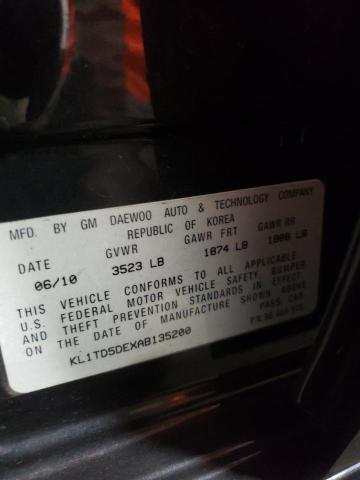 MFD. BY GM DAEWOO AUTO & TECHNOLOGY COMPANY
REPUBLIC OF KOREA
DATE GVWR GAWR FRT GAWR RR
06/10 3523 LB 1874 LB 1808 LB
THIS VEHICLE CONFORMS TO ALL APPLICABLE
U.S. FEDERAL MOTOR VEHICLE SAFETY, BUMPER
AND THEFT PREVENTION STANDARDS IN EFFECT
ON THE DATE OF MANUFACTURE SHOWN ABOVE
PASS. CAR
KL1TD5DEXAB135200
P/N 96